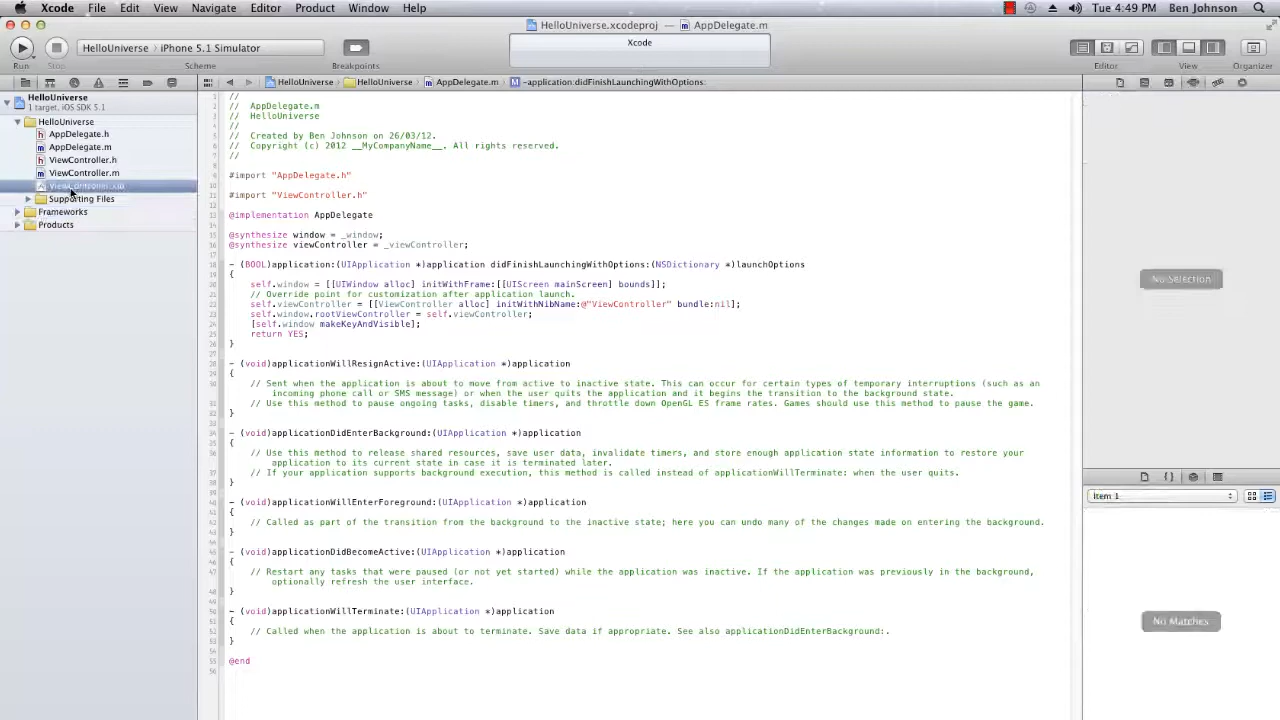 Xcode File Edit View Navigate Editor Product Window Help Tue 4:49 PM Ben Johnson
HelloUniverse.xcodeproj — AppDelegate.m
HelloUniverse iPhone 5.1 Simulator
Xcode
Run Stop Scheme Breakpoints Editor View Organizer
HelloUniverse HelloUniverse AppDelegate.m -application:didFinishLaunchingWithOptions:
HelloUniverse
1 target, iOS SDK 5.1
HelloUniverse
AppDelegate.h
AppDelegate.m
ViewController.h
ViewController.m
ViewController.xib
Supporting Files
Frameworks
Products
//
// AppDelegate.m
// HelloUniverse
//
// Created by Ben Johnson on 26/03/12.
// Copyright (c) 2012 __MyCompanyName__. All rights reserved.
//
#import "AppDelegate.h"
#import "ViewController.h"
@implementation AppDelegate
@synthesize window = _window;
@synthesize viewController = _viewController;
- (BOOL)application:(UIApplication *)application didFinishLaunchingWithOptions:(NSDictionary *)launchOptions
{
self.window = [[UIWindow alloc] initWithFrame:[[UIScreen mainScreen] bounds]];
// Override point for customization after application launch.
self.viewController = [[ViewController alloc] initWithNibName:@"ViewController" bundle:nil];
self.window.rootViewController = self.viewController;
[self.window makeKeyAndVisible];
return YES;
}
- (void)applicationWillResignActive:(UIApplication *)application
{
// Sent when the application is about to move from active to inactive state. This can occur for certain types of temporary interruptions (such as an
incoming phone call or SMS message) or when the user quits the application and it begins the transition to the background state.
// Use this method to pause ongoing tasks, disable timers, and throttle down OpenGL ES frame rates. Games should use this method to pause the game.
}
- (void)applicationDidEnterBackground:(UIApplication *)application
{
// Use this method to release shared resources, save user data, invalidate timers, and store enough application state information to restore your
application to its current state in case it is terminated later.
// If your application supports background execution, this method is called instead of applicationWillTerminate: when the user quits.
}
- (void)applicationWillEnterForeground:(UIApplication *)application
{
// Called as part of the transition from the background to the inactive state; here you can undo many of the changes made on entering the background.
}
- (void)applicationDidBecomeActive:(UIApplication *)application
{
// Restart any tasks that were paused (or not yet started) while the application was inactive. If the application was previously in the background,
optionally refresh the user interface.
}
- (void)applicationWillTerminate:(UIApplication *)application
{
// Called when the application is about to terminate. Save data if appropriate. See also applicationDidEnterBackground:.
}
@end
No Selection
Item 1
No Matches